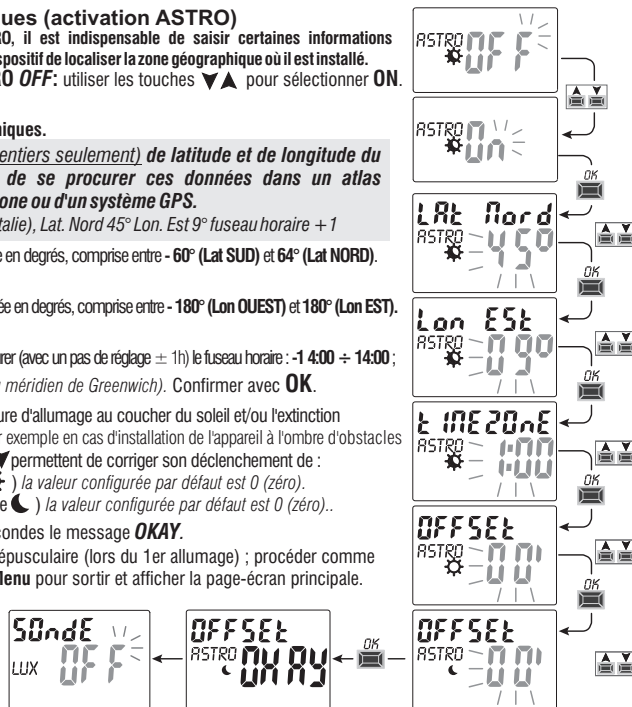 ques (activation ASTRO)
RO, il est indispensable de saisir certaines informations
spositif de localiser la zone géographique où il est installé.
RO OFF: utiliser les touches ▼▲ pour sélectionner ON.
niques.
entiers seulement) de latitude et de longitude du
de se procurer ces données dans un atlas
one ou d'un système GPS.
talie), Lat. Nord 45° Lon. Est 9° fuseau horaire +1
e en degrés, comprise entre - 60° (Lat SUD) et 64° (Lat NORD).
ée en degrés, comprise entre - 180° (Lon OUEST) et 180° (Lon EST).
rer (avec un pas de réglage ± 1h) le fuseau horaire : -1 4:00 ÷ 14:00 ;
méridien de Greenwich). Confirmer avec OK.
ure d'allumage au coucher du soleil et/ou l'extinction
r exemple en cas d'installation de l'appareil à l'ombre d'obstacles
▼ permettent de corriger son déclenchement de :
) la valeur configurée par défaut est 0 (zéro).
e ) la valeur configurée par défaut est 0 (zéro)..
condes le message OKAY.
épusculaire (lors du 1er allumage) ; procéder comme
Menu pour sortir et afficher la page-écran principale.
ASTRO OFF
ASTRO On
OK
LAt Nord
ASTRO 45°
OK
Lon ESt
ASTRO 09°
OK
tIMEZOnE
ASTRO 1:00
OK
OFFSEt
ASTRO 00'
OK
OFFSEt
ASTRO 00'
OK
OFFSEt
ASTRO OKAY
SOndE
LUX OFF